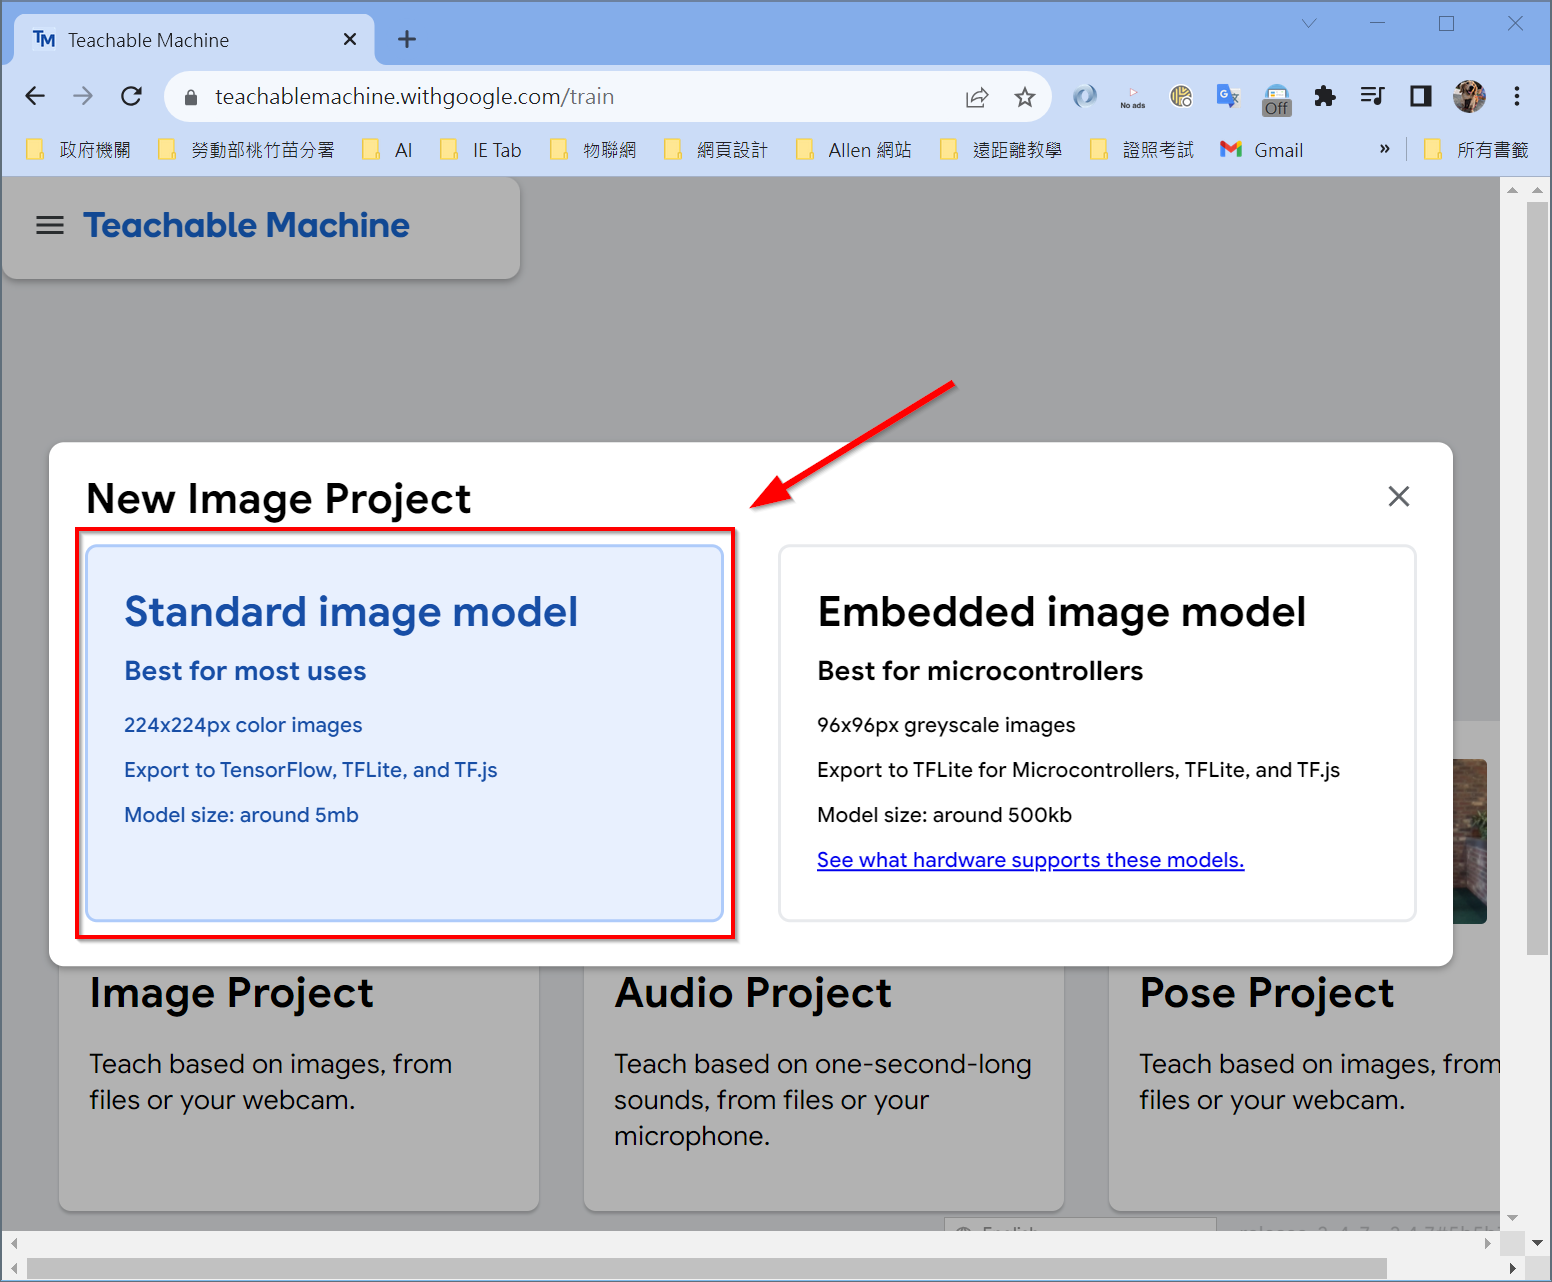 TM Teachable Machine
teachablemachine.withgoogle.com/train
No ads
Off
政府機關 勞動部桃竹苗分署 AI IE Tab 物聯網 網頁設計 Allen 網站 遠距離教學 證照考試 Gmail » 所有書籤
Teachable Machine
New Image Project
Standard image model
Best for most uses
224x224px color images
Export to TensorFlow, TFLite, and TF.js
Model size: around 5mb
Embedded image model
Best for microcontrollers
96x96px greyscale images
Export to TFLite for Microcontrollers, TFLite, and TF.js
Model size: around 500kb
See what hardware supports these models.
Image Project
Teach based on images, from
files or your webcam.
Audio Project
Teach based on one-second-long
sounds, from files or your
microphone.
Pose Project
Teach based on images, from
files or your webcam.
English